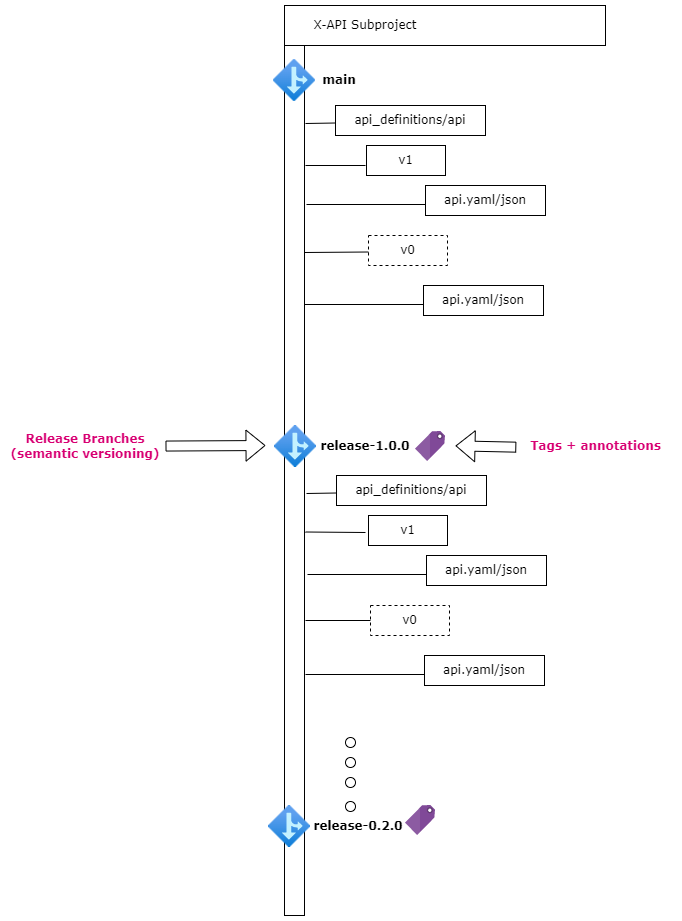 X-API Subproject
main
api_definitions/api
v1
api.yaml/json
v0
api.yaml/json
Release Branches
(semantic versioning)
release-1.0.0
Tags + annotations
api_definitions/api
v1
api.yaml/json
v0
api.yaml/json
release-0.2.0